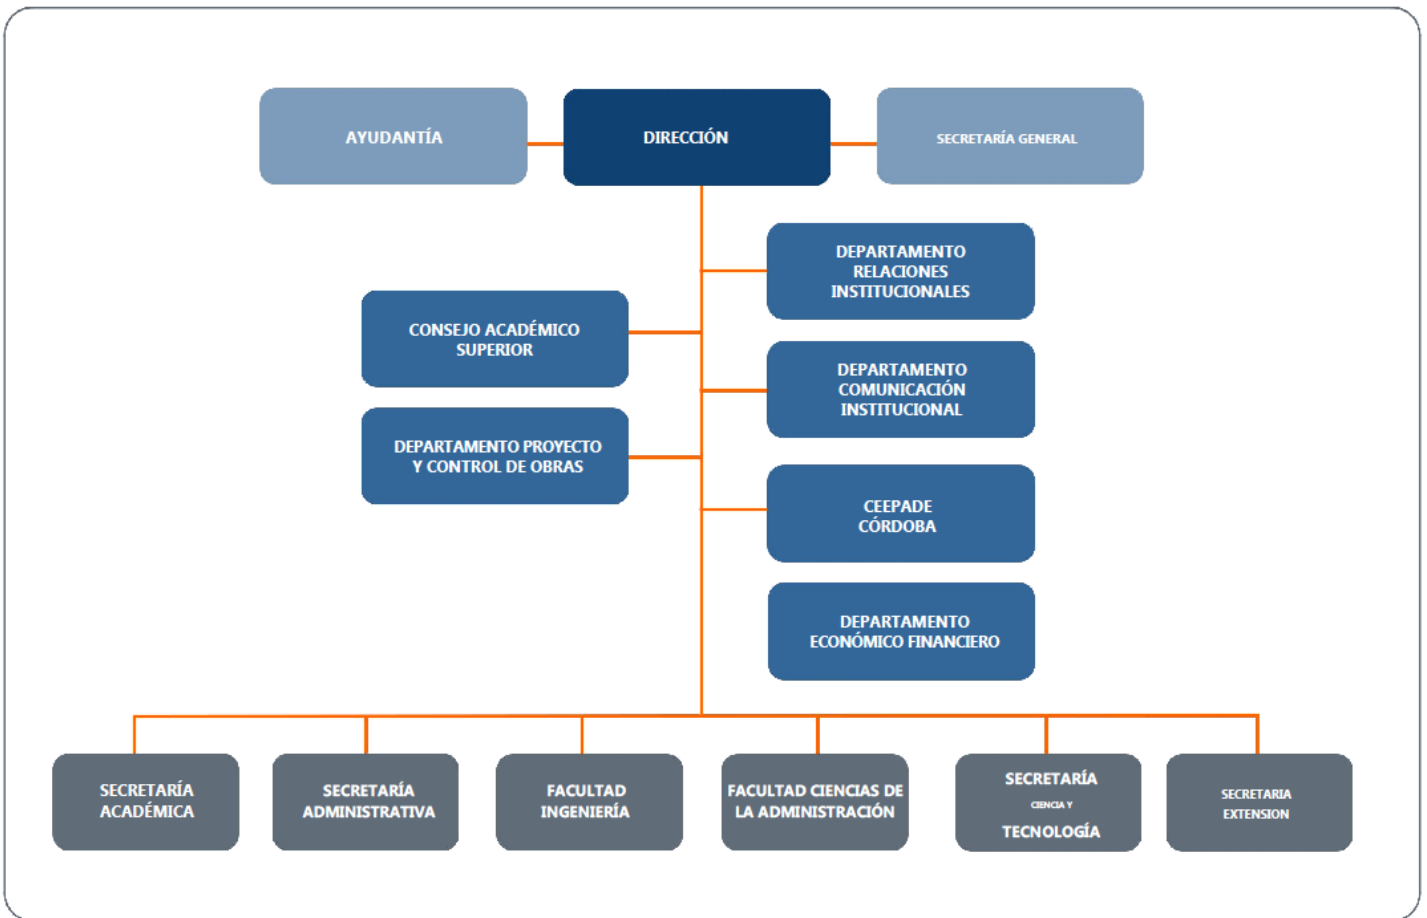 AYUDANTÍA
DIRECCIÓN
SECRETARÍA GENERAL
DEPARTAMENTO
RELACIONES
INSTITUCIONALES
CONSEJO ACADÉMICO
SUPERIOR
DEPARTAMENTO
COMUNICACIÓN
INSTITUCIONAL
DEPARTAMENTO PROYECTO
Y CONTROL DE OBRAS
CEEPADE
CÓRDOBA
DEPARTAMENTO
ECONÓMICO FINANCIERO
SECRETARÍA
ACADÉMICA
SECRETARÍA
ADMINISTRATIVA
FACULTAD
INGENIERÍA
FACULTAD CIENCIAS DE
LA ADMINISTRACIÓN
SECRETARÍA
CIENCIA Y
TECNOLOGÍA
SECRETARIA
EXTENSION